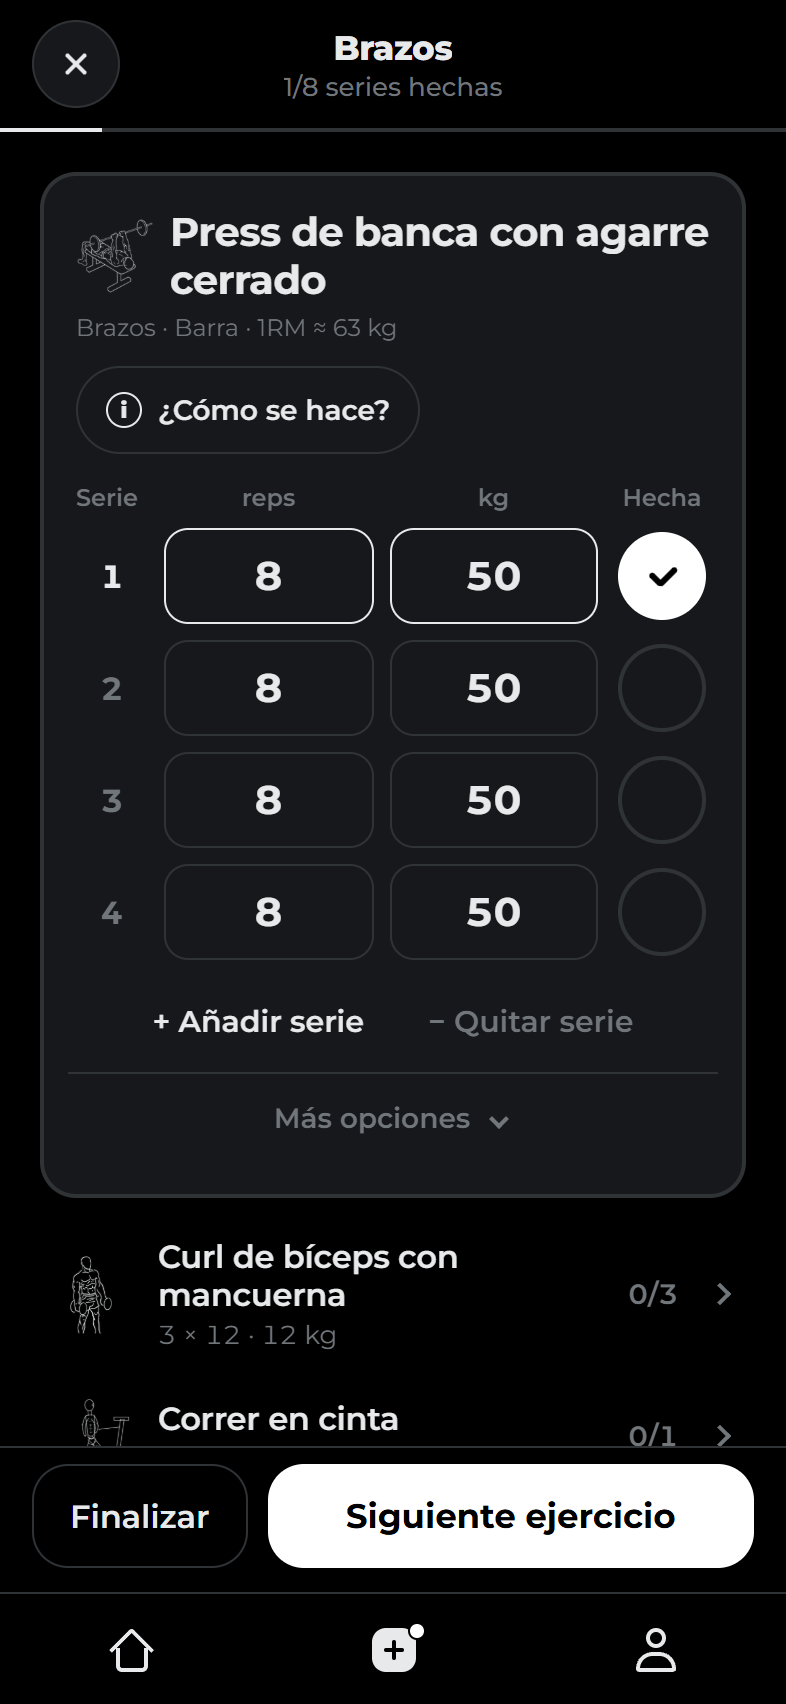 Brazos
1/8 series hechas
Press de banca con agarre
cerrado
Brazos · Barra · 1RM ≈ 63 kg
¿Cómo se hace?
Serie reps kg Hecha
1 8 50
2 8 50
3 8 50
4 8 50
+ Añadir serie − Quitar serie
Más opciones
Curl de bíceps con
mancuerna
3 × 12 · 12 kg
0/3
Correr en cinta
0/1
Finalizar Siguiente ejercicio